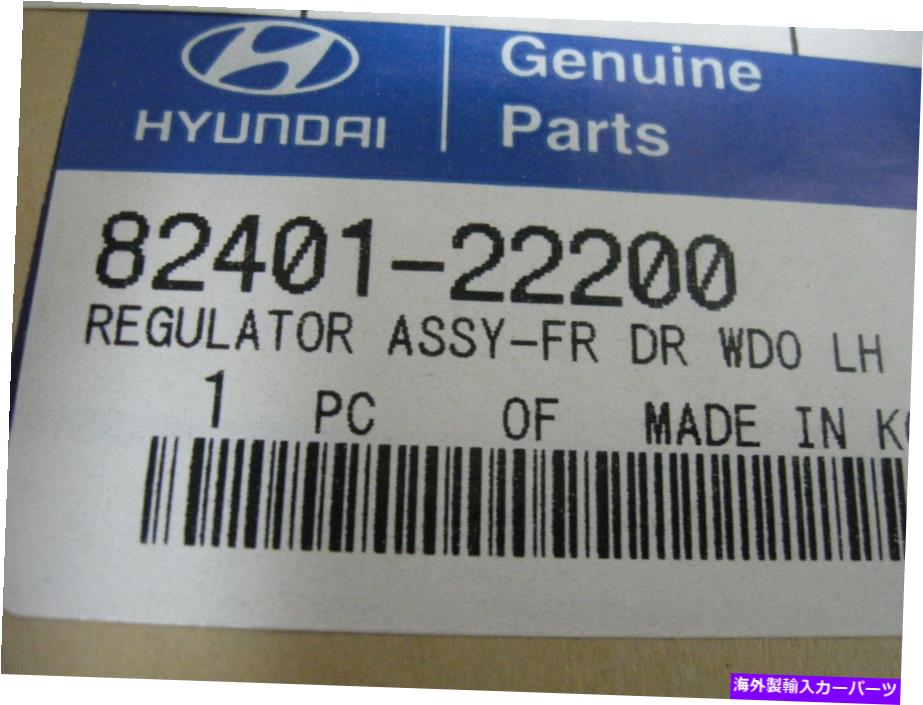 HYUNDAI
Genuine
Parts
82401-22200
REGULATOR ASSY-FR DR WDO LH
1 PC OF MADE IN
海外製輸入カーパーツ